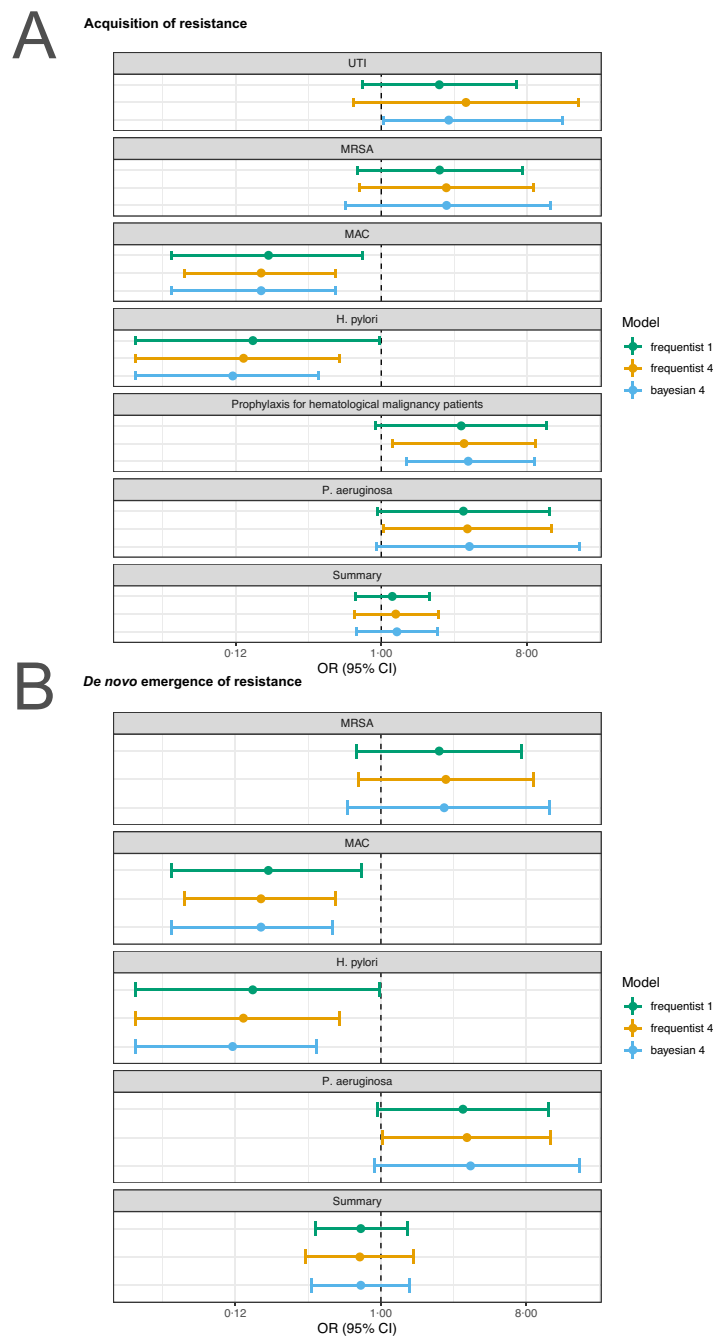 A
Acquisition of resistance
UTI
MRSA
MAC
H. pylori
Prophylaxis for hematological malignancy patients
P. aeruginosa
Summary
0·12 1·00 8·00
OR (95% CI)
Model
frequentist 1
frequentist 4
bayesian 4
B
De novo emergence of resistance
MRSA
MAC
H. pylori
P. aeruginosa
Summary
0·12 1·00 8·00
OR (95% CI)
Model
frequentist 1
frequentist 4
bayesian 4